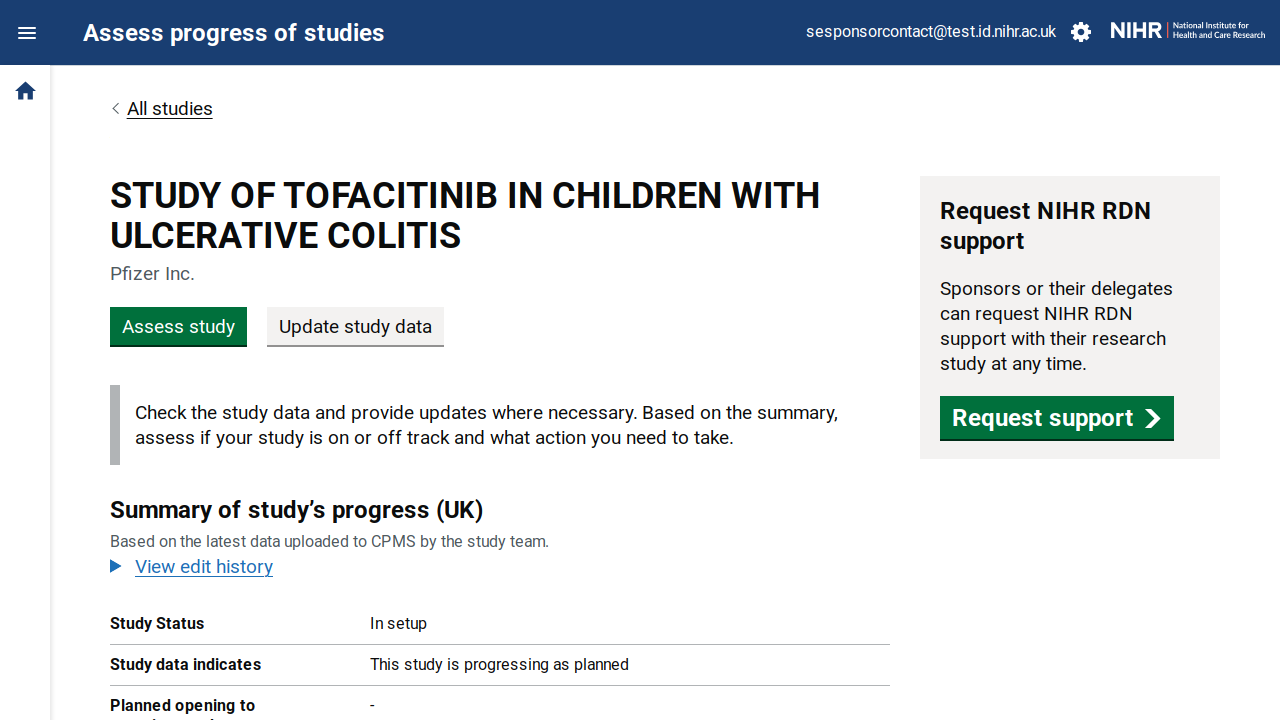 Assess progress of studies
sesponsorcontact@test.id.nihr.ac.uk
NIHR
National Institute for
Health and Care Research
All studies
STUDY OF TOFACITINIB IN CHILDREN WITH
ULCERATIVE COLITIS
Pfizer Inc.
Assess study
Update study data
Check the study data and provide updates where necessary. Based on the summary,
assess if your study is on or off track and what action you need to take.
Summary of study’s progress (UK)
Based on the latest data uploaded to CPMS by the study team.
View edit history
Study Status In setup
Study data indicates This study is progressing as planned
Planned opening to -
Request NIHR RDN
support
Sponsors or their delegates
can request NIHR RDN
support with their research
study at any time.
Request support